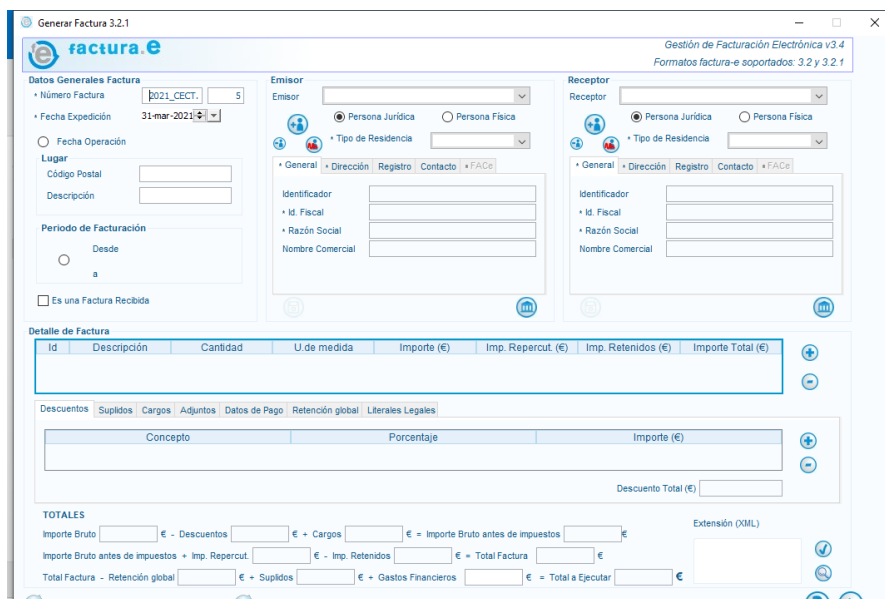 Generar Factura 3.2.1
factura.e
Gestión de Facturación Electrónica v3.4
Formatos factura-e soportados: 3.2 y 3.2.1
Datos Generales Factura
* Número Factura 2021_CECT. 5
* Fecha Expedición 31-mar-2021
Fecha Operación
Lugar
Código Postal
Descripción
Periodo de Facturación
Desde
a
Es una Factura Recibida
Emisor
Emisor
Persona Jurídica Persona Física
* Tipo de Residencia
* General * Dirección Registro Contacto * FACe
Identificador
* Id. Fiscal
* Razón Social
Nombre Comercial
Receptor
Receptor
Persona Jurídica Persona Física
* Tipo de Residencia
* General * Dirección Registro Contacto * FACe
Identificador
* Id. Fiscal
* Razón Social
Nombre Comercial
Detalle de Factura
Id Descripción Cantidad U.de medida Importe (€) Imp. Repercut. (€) Imp. Retenidos (€) Importe Total (€)
Descuentos Suplidos Cargos Adjuntos Datos de Pago Retención global Literales Legales
Concepto Porcentaje Importe (€)
Descuento Total (€)
TOTALES
Importe Bruto € - Descuentos € + Cargos € = Importe Bruto antes de impuestos €
Importe Bruto antes de impuestos + Imp. Repercut. € - Imp. Retenidos € = Total Factura €
Total Factura - Retención global € + Suplidos € + Gastos Financieros € = Total a Ejecutar €
Extensión (XML)